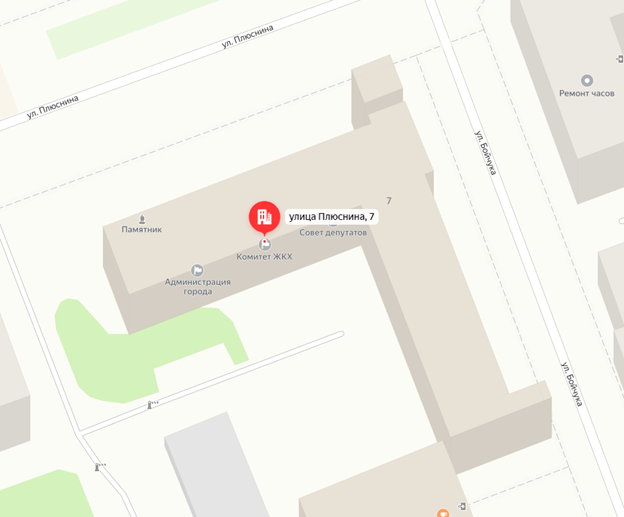 ул. Плюснина
ул. Плюснина
Ремонт часов
ул. Бойчука
7
улица Плюснина, 7
Памятник
Совет депутатов
Комитет ЖКХ
Администрация
города
ул. Бойчука